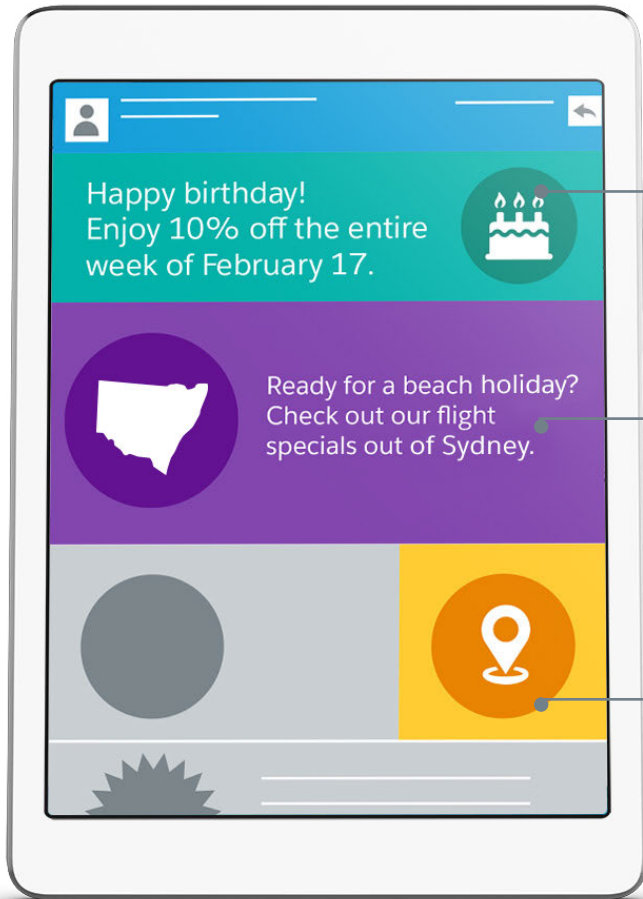 Happy birthday!
Enjoy 10% off the entire
week of February 17.
Ready for a beach holiday?
Check out our flight
specials out of Sydney.